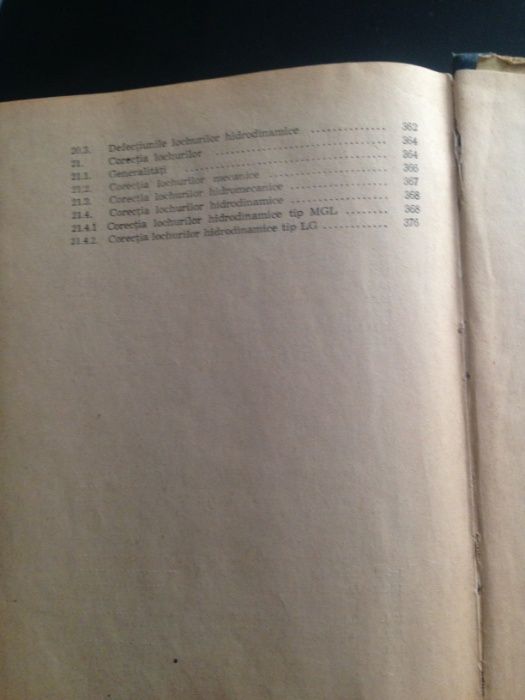 20.3. Defecțiunile lochurilor hidrodinamice 362
21. Corecția lochurilor 364
21.1. Generalități 364
21.2. Corecția lochurilor mecanice 366
21.3. Corecția lochurilor hidromecanice 367
21.4. Corecția lochurilor hidrodinamice 368
21.4.1 Corecția lochurilor hidrodinamice tip MGL 368
21.4.2. Corecția lochurilor hidrodinamice tip LG 376